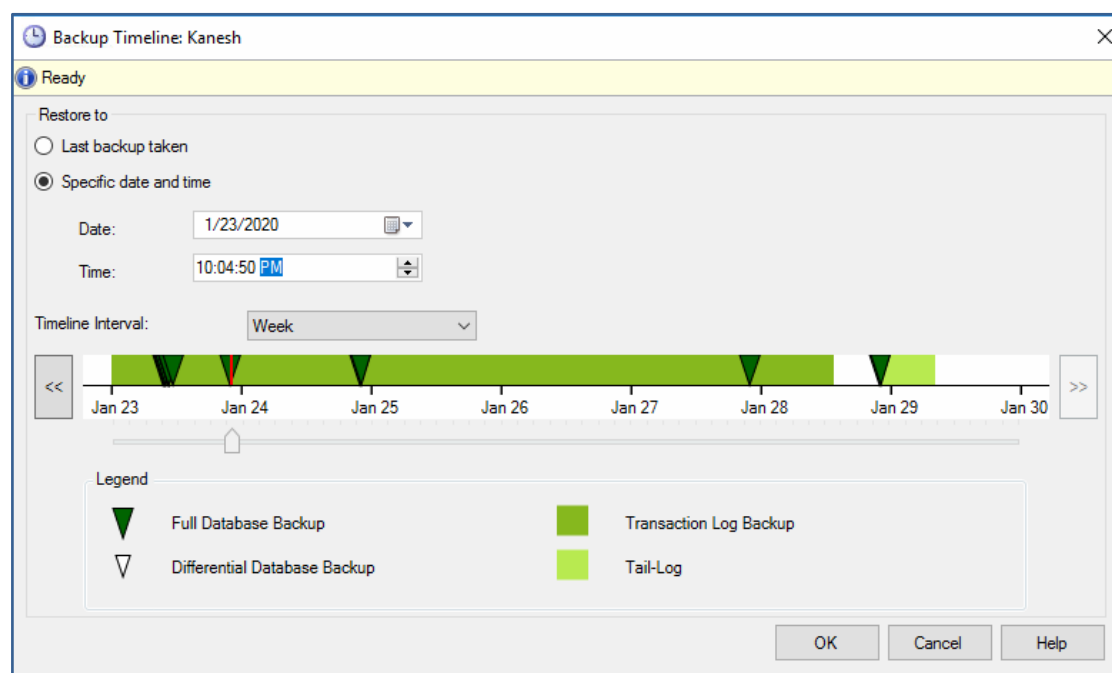 Backup Timeline: Kanesh
Ready
Restore to
Last backup taken
Specific date and time
Date: 1/23/2020
Time: 10:04:50 PM
Timeline Interval: Week
<< >>
Jan 23 Jan 24 Jan 25 Jan 26 Jan 27 Jan 28 Jan 29 Jan 30
Legend
Full Database Backup Transaction Log Backup
Differential Database Backup Tail-Log
OK Cancel Help